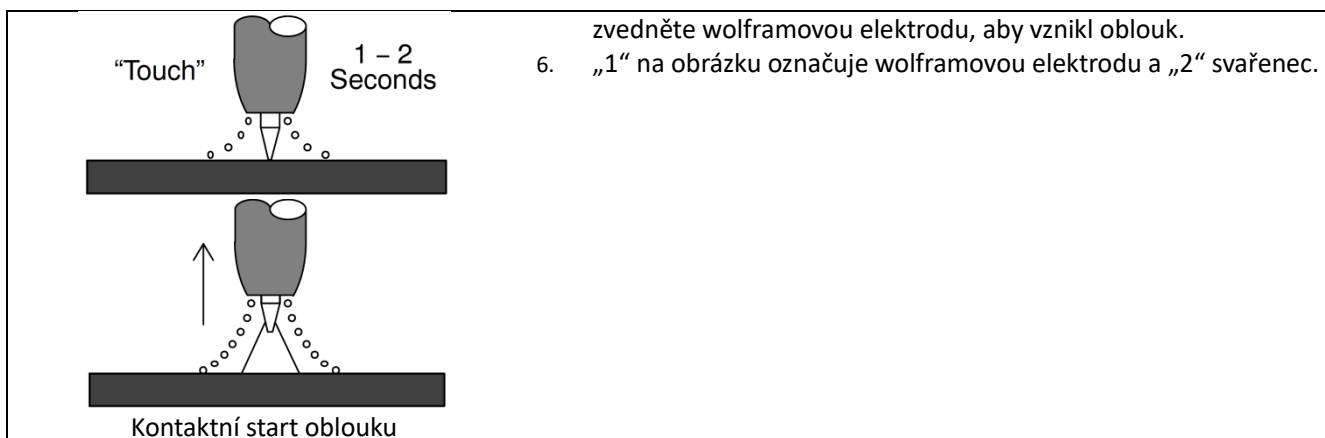 zvedněte wolframovou elektrodu, aby vznikl oblouk.
6. „1“ na obrázku označuje wolframovou elektrodu a „2“ svařenec.
“Touch”
1 – 2
Seconds
Kontaktní start oblouku